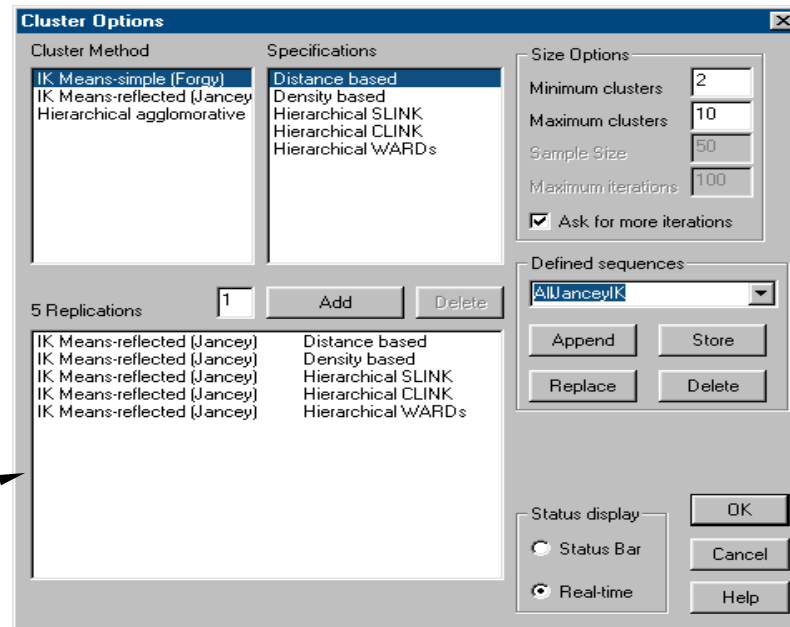 Cluster Options
Cluster Method
Specifications
IK Means-simple (Forgy)
IK Means-reflected (Jancey
Hierarchical agglomorative
Distance based
Density based
Hierarchical SLINK
Hierarchical CLINK
Hierarchical WARDs
Size Options
Minimum clusters 2
Maximum clusters 10
Sample Size 50
Maximum iterations 100
Ask for more iterations
5 Replications 1
Add
Delete
IK Means-reflected (Jancey) Distance based
IK Means-reflected (Jancey) Density based
IK Means-reflected (Jancey) Hierarchical SLINK
IK Means-reflected (Jancey) Hierarchical CLINK
IK Means-reflected (Jancey) Hierarchical WARDs
Defined sequences
AllJanceyIK
Append
Store
Replace
Delete
Status display
Status Bar
Real-time
OK
Cancel
Help